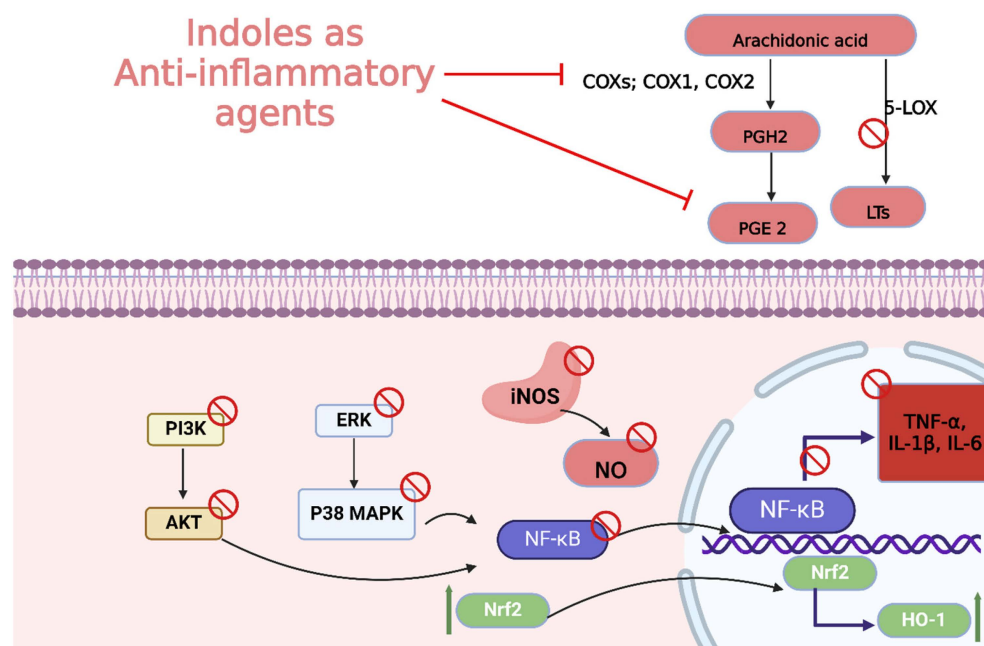 Indoles as
Anti-inflammatory
agents
Arachidonic acid
COXs; COX1, COX2
5-LOX
PGH2
LTs
PGE 2
iNOS
NO
PI3K
ERK
AKT
P38 MAPK
NF-κB
Nrf2
TNF-α,
IL-1β, IL-6
NF-κB
Nrf2
HO-1